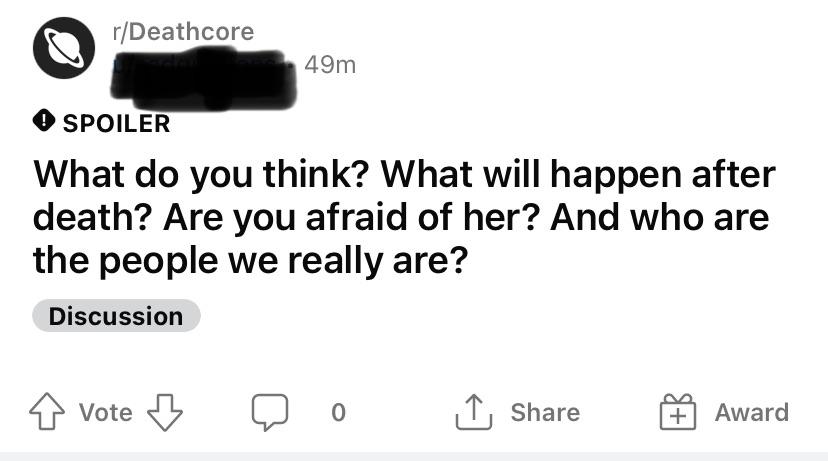 r/Deathcore
49m
SPOILER
What do you think? What will happen after
death? Are you afraid of her? And who are
the people we really are?
Discussion
Vote 0 Share Award